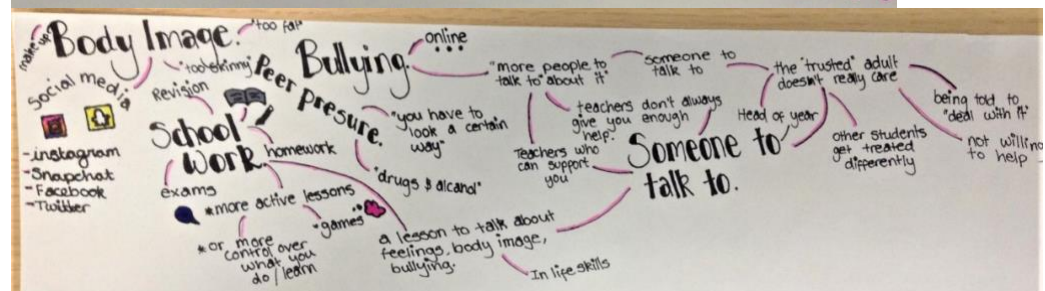 make up
Body Image.
"too fat"
"too skinny"
Social media
-instagram
-Snapchat
-Facebook
-Twitter
Peer presure.
"you have to
look a certain
way"
"drugs & alcahol"
Bullying
online
"more people to
talk to" about it"
someone to
talk to
the 'trusted' adult
doesn't really care
being told to
"deal with it"
not willing
to help
other students
get treated
differently
Head of year
teachers don't always
give you enough
help.
Teachers who
can support
you
Someone to
talk to.
School
work.
Revision
homework
exams
*more active lessons
"games"
*or more
control over
what you
do/learn
a lesson to talk about
feelings, body image,
bullying.
In life skills